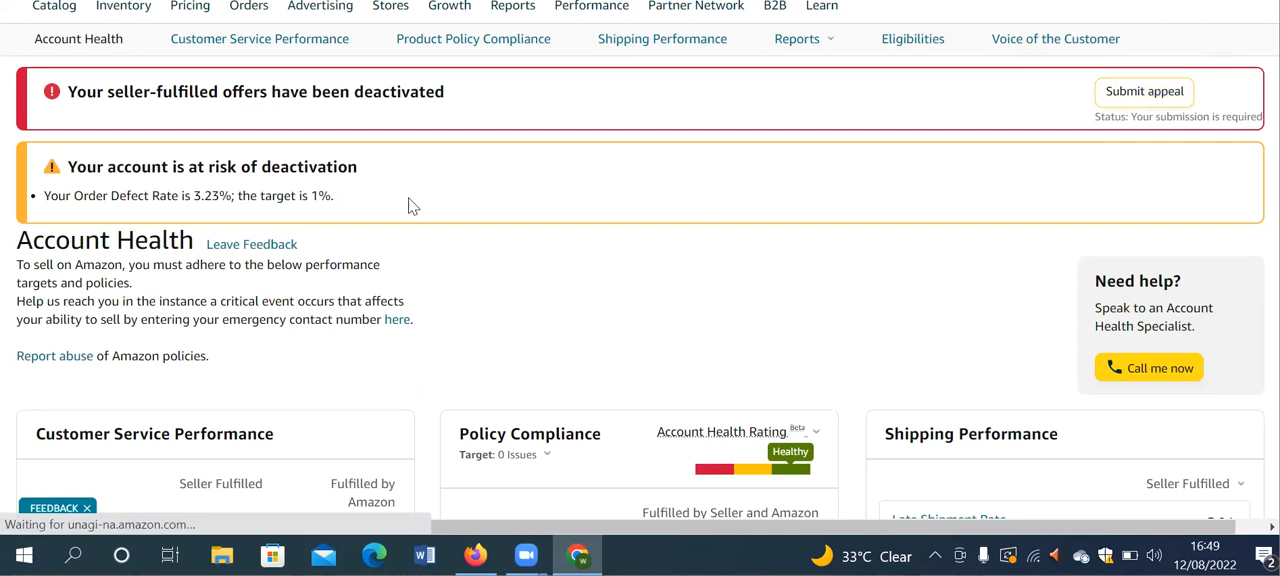 Catalog Inventory Pricing Orders Advertising Stores Growth Reports Performance Partner Network B2B Learn
Account Health Customer Service Performance Product Policy Compliance Shipping Performance Reports Eligibilities Voice of the Customer
Your seller-fulfilled offers have been deactivated
Submit appeal
Status: Your submission is required
Your account is at risk of deactivation
• Your Order Defect Rate is 3.23%; the target is 1%.
Account Health Leave Feedback
To sell on Amazon, you must adhere to the below performance
targets and policies.
Help us reach you in the instance a critical event occurs that affects
your ability to sell by entering your emergency contact number here.
Report abuse of Amazon policies.
Need help?
Speak to an Account
Health Specialist.
Call me now
Customer Service Performance
Seller Fulfilled
Fulfilled by
Amazon
FEEDBACK ×
Policy Compliance
Account Health Rating Beta
Target: 0 Issues
Healthy
Fulfilled by Seller and Amazon
Shipping Performance
Seller Fulfilled
Late Shipment Rate
Waiting for unagi-na.amazon.com...
33°C Clear
16:49
12/08/2022
2